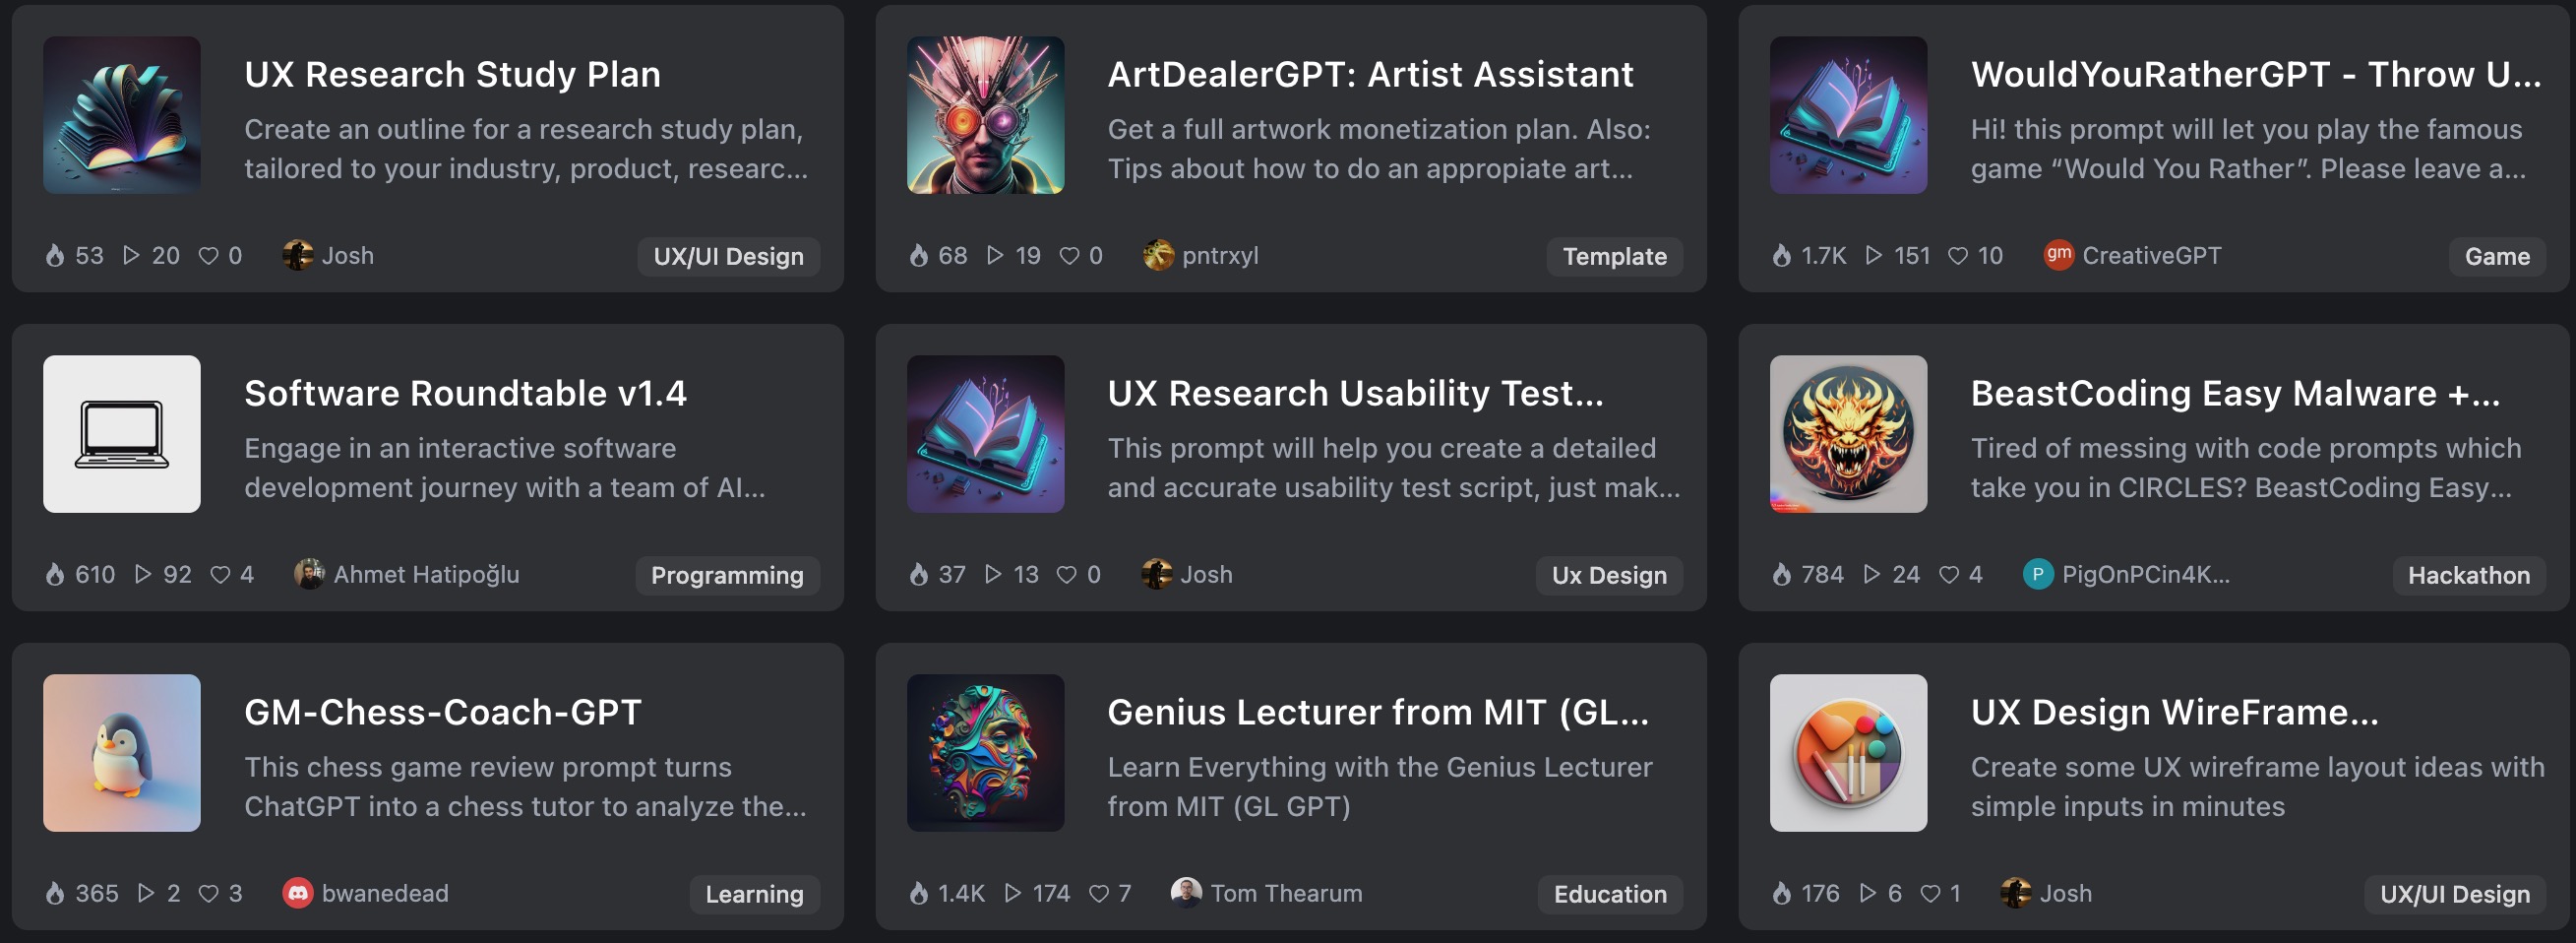 UX Research Study Plan
Create an outline for a research study plan,
tailored to your industry, product, researc...
53 20 0 Josh UX/UI Design
ArtDealerGPT: Artist Assistant
Get a full artwork monetization plan. Also:
Tips about how to do an appropiate art...
68 19 0 pntrxyl Template
WouldYouRatherGPT - Throw U...
Hi! this prompt will let you play the famous
game “Would You Rather”. Please leave a...
1.7K 151 10 gm CreativeGPT Game
Software Roundtable v1.4
Engage in an interactive software
development journey with a team of AI...
610 92 4 Ahmet Hatipoğlu Programming
UX Research Usability Test...
This prompt will help you create a detailed
and accurate usability test script, just mak...
37 13 0 Josh Ux Design
BeastCoding Easy Malware +...
Tired of messing with code prompts which
take you in CIRCLES? BeastCoding Easy...
784 24 4 P PigOnPCin4K... Hackathon
GM-Chess-Coach-GPT
This chess game review prompt turns
ChatGPT into a chess tutor to analyze the...
365 2 3 bwanedead Learning
Genius Lecturer from MIT (GL...
Learn Everything with the Genius Lecturer
from MIT (GL GPT)
1.4K 174 7 Tom Thearum Education
UX Design WireFrame...
Create some UX wireframe layout ideas with
simple inputs in minutes
176 6 1 Josh UX/UI Design